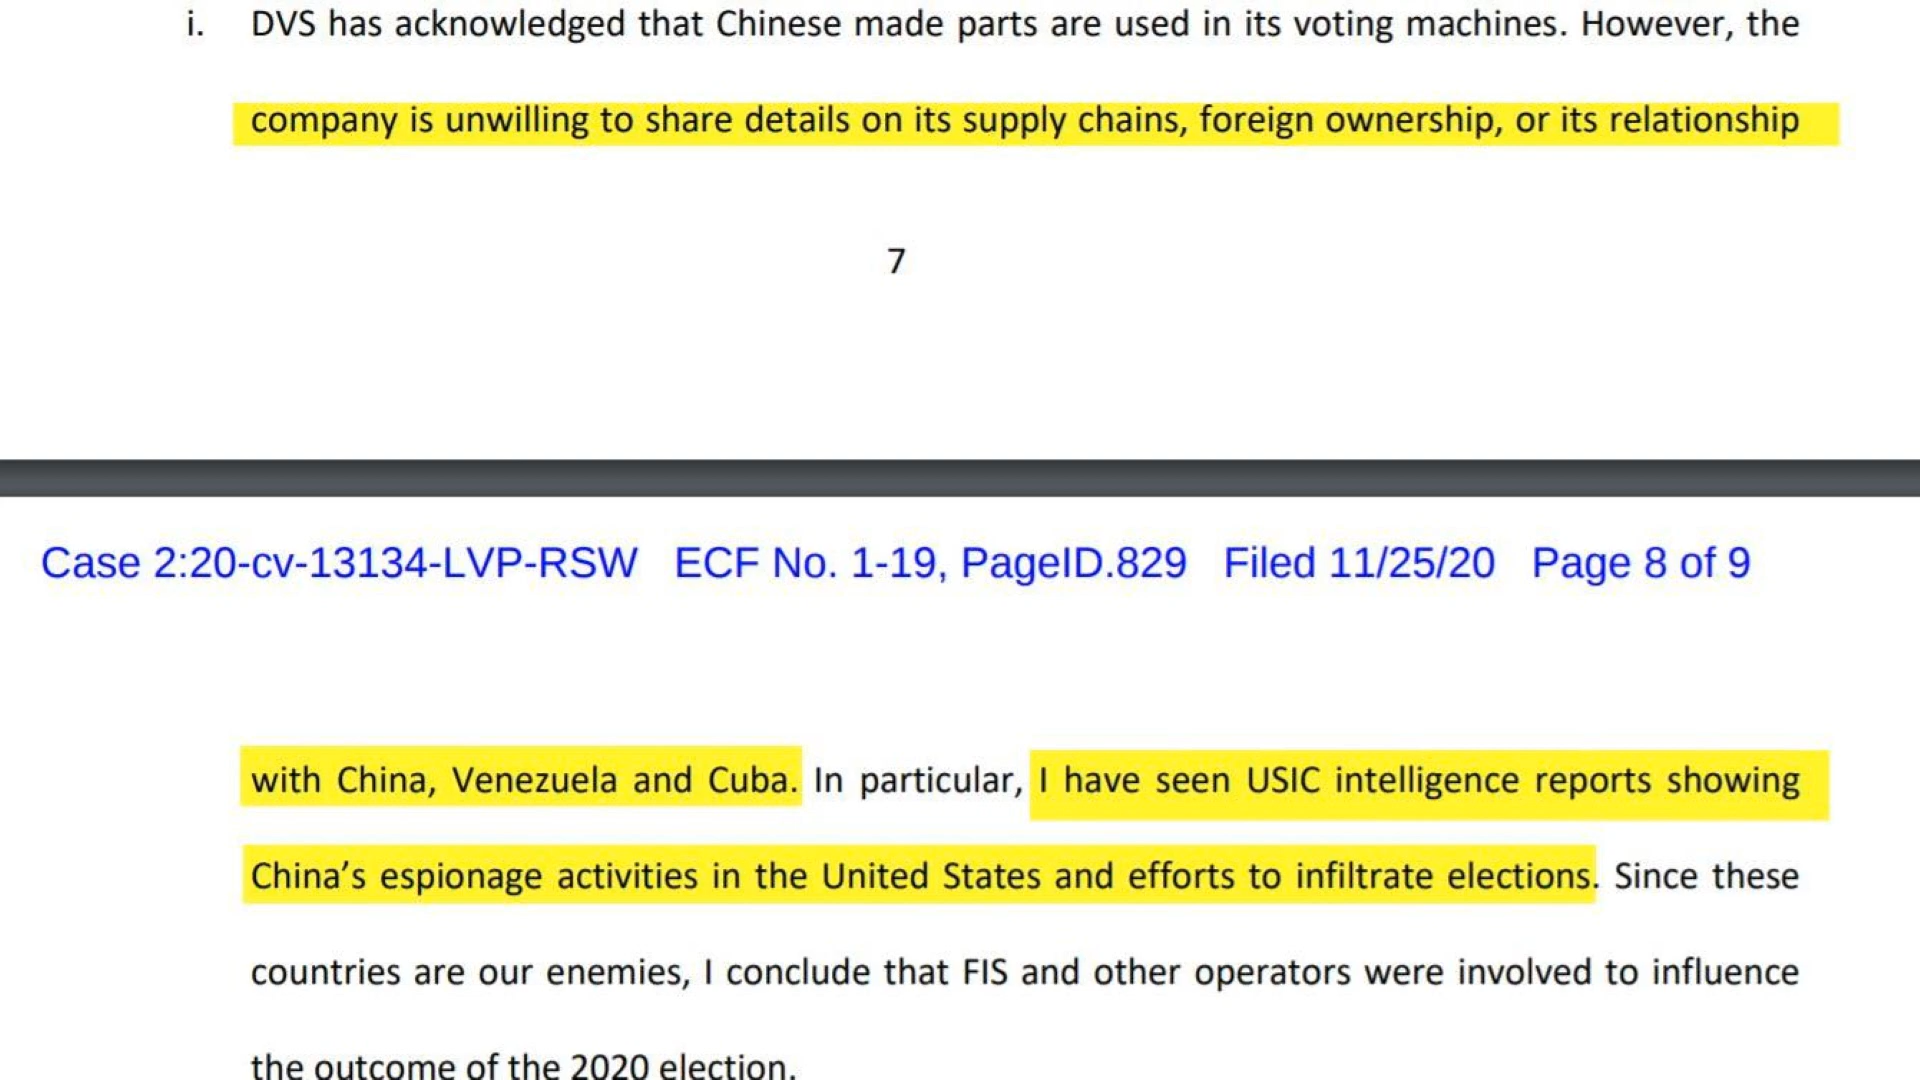 i. DVS has acknowledged that Chinese made parts are used in its voting machines. However, the
company is unwilling to share details on its supply chains, foreign ownership, or its relationship
7
Case 2:20-cv-13134-LVP-RSW ECF No. 1-19, PageID.829 Filed 11/25/20 Page 8 of 9
with China, Venezuela and Cuba. In particular, I have seen USIC intelligence reports showing
China’s espionage activities in the United States and efforts to infiltrate elections. Since these
countries are our enemies, I conclude that FIS and other operators were involved to influence
the outcome of the 2020 election.